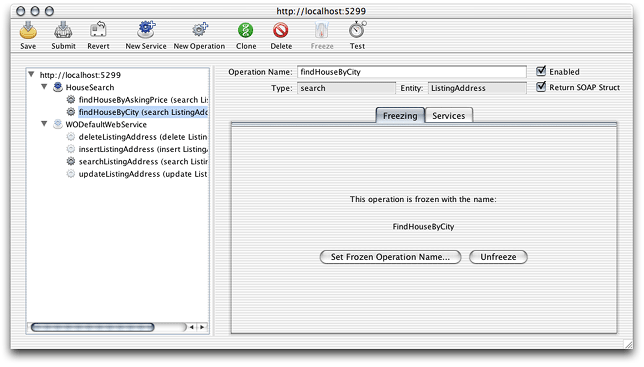 http://localhost:5299
Save Submit Revert New Service New Operation Clone Delete Freeze Test
http://localhost:5299
HouseSearch
findHouseByAskingPrice (search Li
findHouseByCity (search ListingAdd
WODefaultWebService
deleteListingAddress (delete Listin
insertListingAddress (insert Listing
searchListingAddress (search Listin
updateListingAddress (update List
Operation Name: findHouseByCity Enabled
Type: search Entity: ListingAddress Return SOAP Struct
Freezing Services
This operation is frozen with the name:
FindHouseByCity
Set Frozen Operation Name... Unfreeze